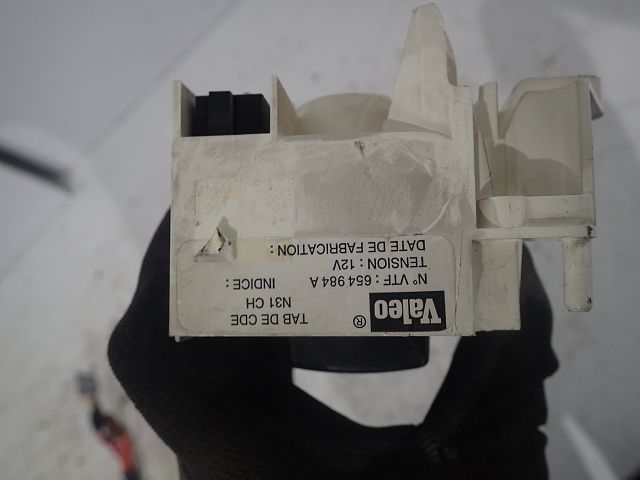 Valeo ® TAB DE CDE
N31 CH
N° VTF : 654 984 A INDICE :
TENSION : 12V
DATE DE FABRICATION :